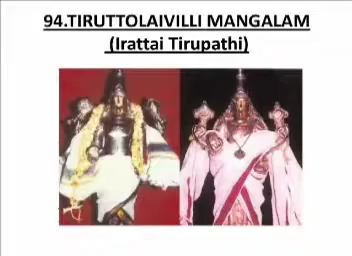 94.TIRUTTOLAIVILLI MANGALAM
(Irattai Tirupathi)